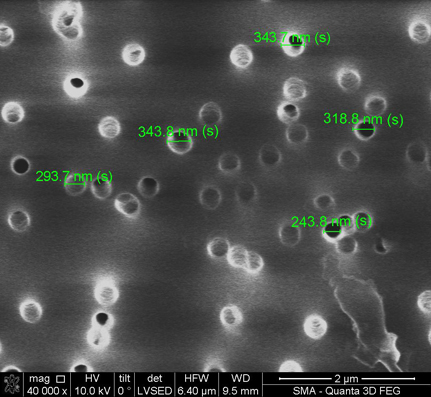 343.7 nm (s)
343.8 nm (s)
318.8 nm (s)
293.7 nm (s)
243.8 nm (s)
mag □ HV tilt det HFW WD
40 000 x 10.0 kV 0° LVSED 6.40 µm 9.5 mm
2 µm
SMA - Quanta 3D FEG